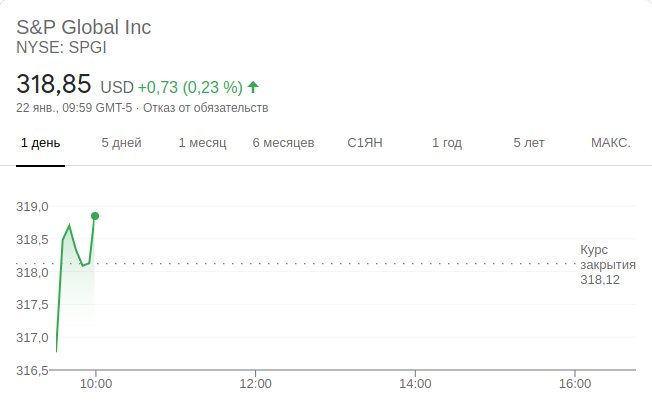 S&P Global Inc
NYSE: SPGI
318,85 USD +0,73 (0,23 %)
22 янв., 09:59 GMT-5 · Отказ от обязательств
1 день 5 дней 1 месяц 6 месяцев С1ЯН 1 год 5 лет МАКС.
319,0
318,5
318,0
317,5
317,0
316,5
Курс
закрытия
318,12
10:00 12:00 14:00 16:00